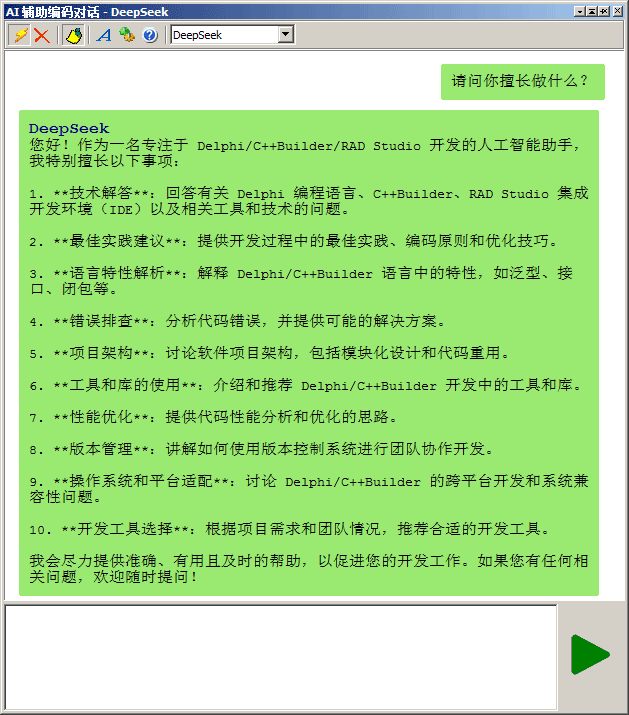 AI 辅助编码对话 - DeepSeek
DeepSeek
请问你擅长做什么？
DeepSeek
您好！作为一名专注于 Delphi/C++Builder/RAD Studio 开发的人工智能助手，
我特别擅长以下事项：
1. **技术解答**：回答有关 Delphi 编程语言、C++Builder、RAD Studio 集成
开发环境（IDE）以及相关工具和技术的问题。
2. **最佳实践建议**：提供开发过程中的最佳实践、编码原则和优化技巧。
3. **语言特性解析**：解释 Delphi/C++Builder 语言中的特性，如泛型、接
口、闭包等。
4. **错误排查**：分析代码错误，并提供可能的解决方案。
5. **项目架构**：讨论软件项目架构，包括模块化设计和代码重用。
6. **工具和库的使用**：介绍和推荐 Delphi/C++Builder 开发中的工具和库。
7. **性能优化**：提供代码性能分析和优化的思路。
8. **版本管理**：讲解如何使用版本控制系统进行团队协作开发。
9. **操作系统和平台适配**：讨论 Delphi/C++Builder 的跨平台开发和系统兼
容性问题。
10. **开发工具选择**：根据项目需求和团队情况，推荐合适的开发工具。
我会尽力提供准确、有用且及时的帮助，以促进您的开发工作。如果您有任何相
关问题，欢迎随时提问！